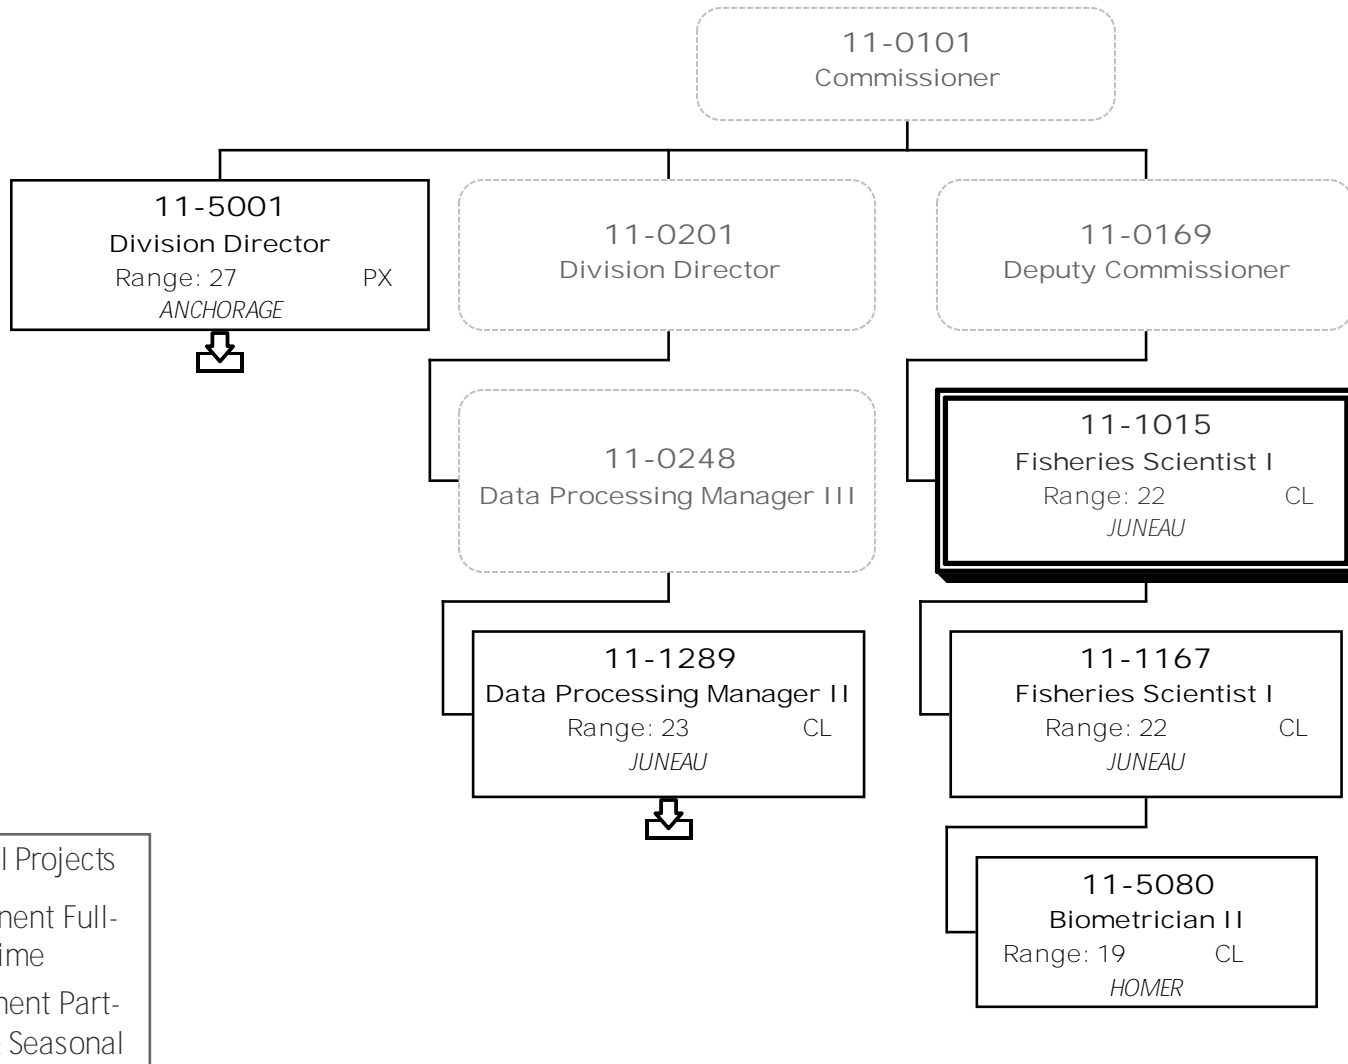 11-0101
Commissioner
11-5001
Division Director
Range: 27 PX
ANCHORAGE
11-0201
Division Director
11-0169
Deputy Commissioner
11-0248
Data Processing Manager III
11-1015
Fisheries Scientist I
Range: 22 CL
JUNEAU
11-1289
Data Processing Manager II
Range: 23 CL
JUNEAU
11-1167
Fisheries Scientist I
Range: 22 CL
JUNEAU
11-5080
Biometrician II
Range: 19 CL
HOMER
l Projects
nent Full-
ime
nent Part-
Seasonal